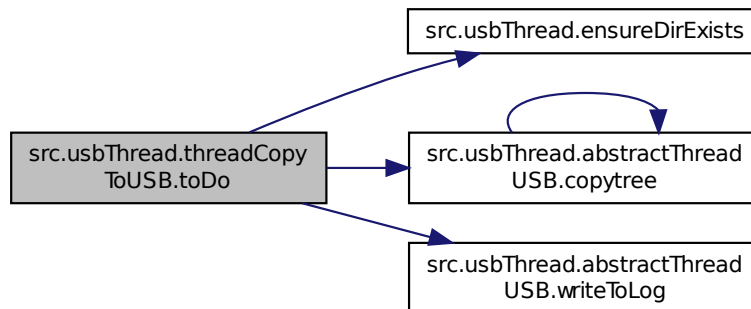 src.usbThread.ensureDirExists
src.usbThread.threadCopy
ToUSB.toDo
src.usbThread.abstractThread
USB.copytree
src.usbThread.abstractThread
USB.writeToLog